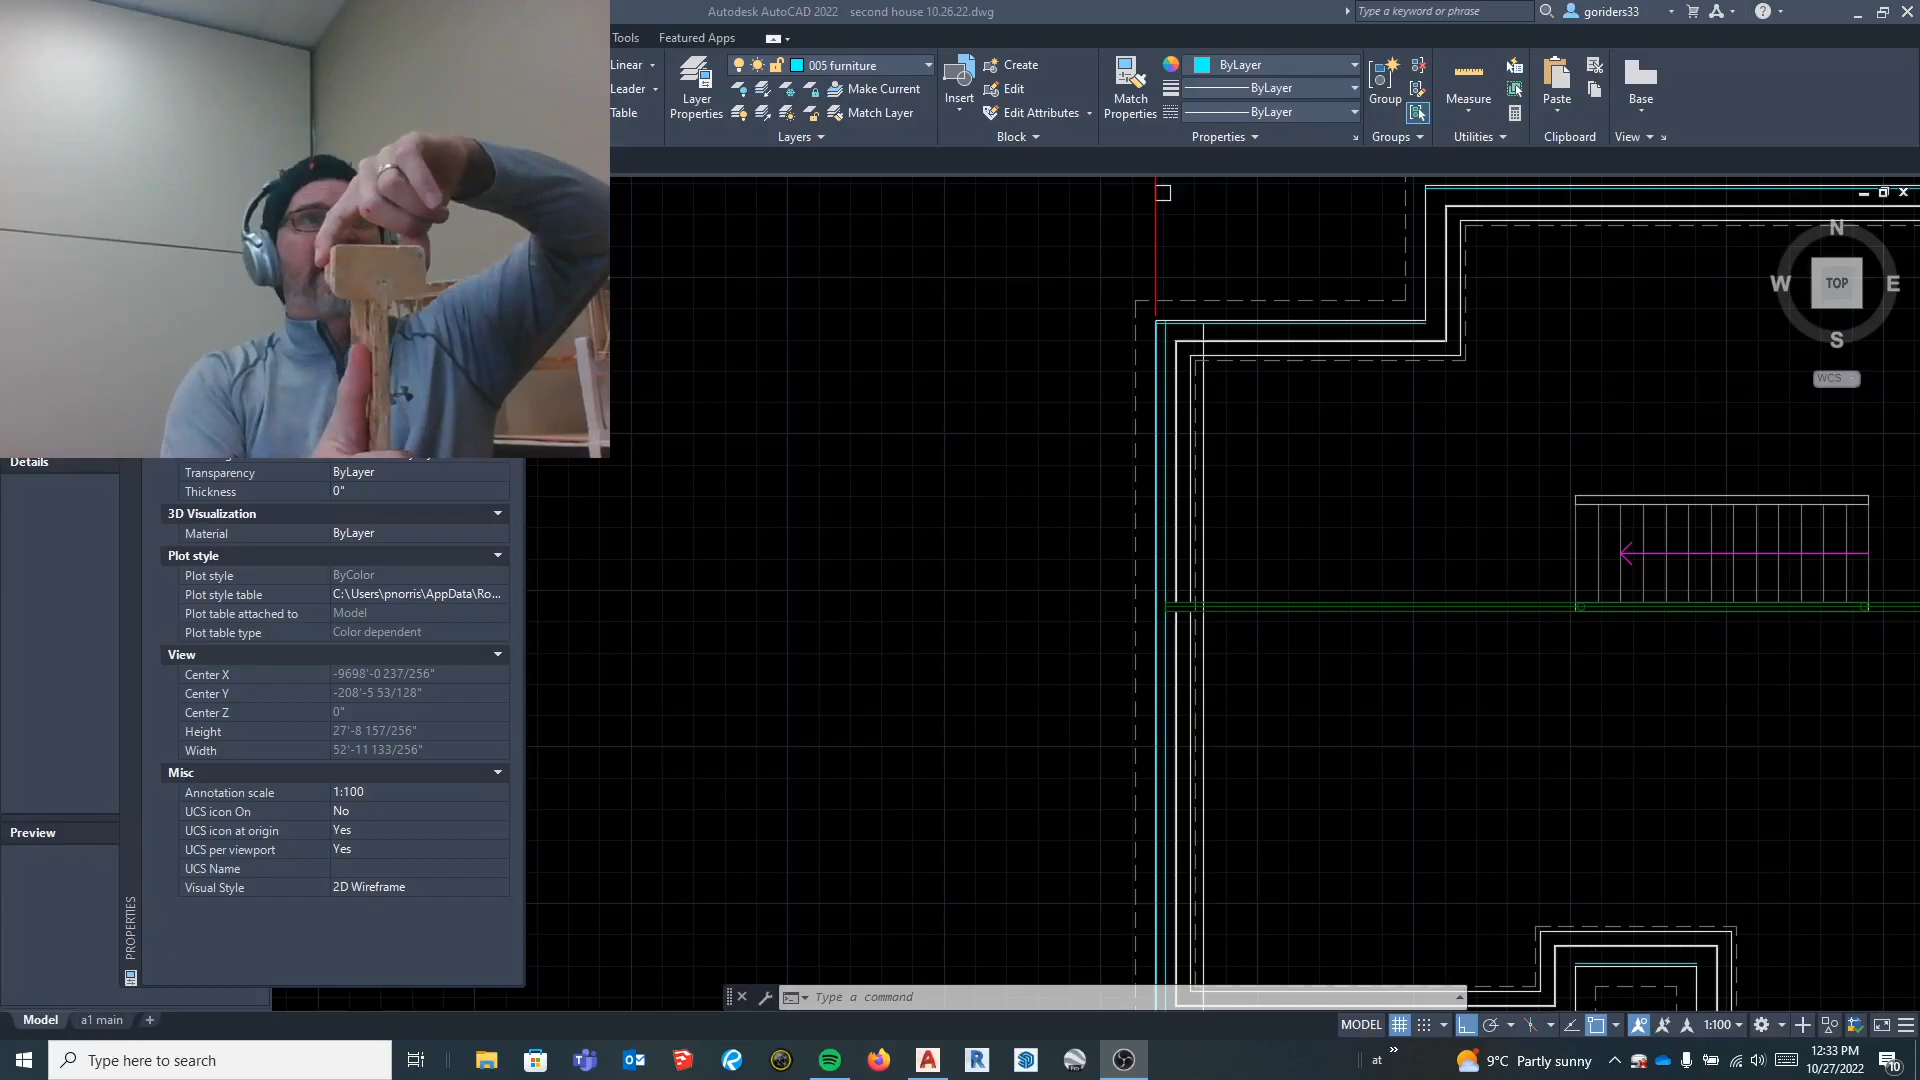 Autodesk AutoCAD 2022 second house 10.26.22.dwg
Type a keyword or phrase
goriders33
Tools Featured Apps
Linear
Leader
Table
Layer
Properties
005 furniture
Make Current
Match Layer
Layers
Insert
Create
Edit
Edit Attributes
Block
Match
Properties
ByLayer
ByLayer
ByLayer
Properties
Group
Groups
Measure
Utilities
Paste
Clipboard
Base
View
N
W TOP E
S
WCS
Details
Transparency ByLayer
Thickness 0"
3D Visualization
Material ByLayer
Plot style
Plot style ByColor
Plot style table C:\Users\pnorris\AppData\Ro...
Plot table attached to Model
Plot table type Color dependent
View
Center X -9698'-0 237/256"
Center Y -208'-5 53/128"
Center Z 0"
Height 27'-8 157/256"
Width 52'-11 133/256"
Misc
Annotation scale 1:100
UCS icon On No
UCS icon at origin Yes
UCS per viewport Yes
UCS Name
Visual Style 2D Wireframe
Preview
PROPERTIES
Type a command
Model a1 main +
MODEL 1:100
Type here to search
at
9°C Partly sunny
12:33 PM
10/27/2022
10